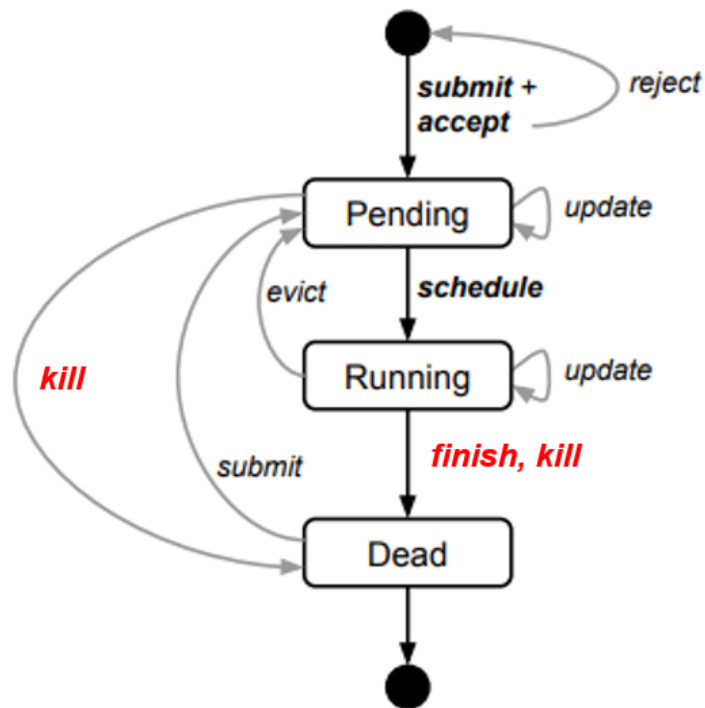 submit +
accept
reject
Pending
update
evict
schedule
kill
Running
update
submit
finish, kill
Dead